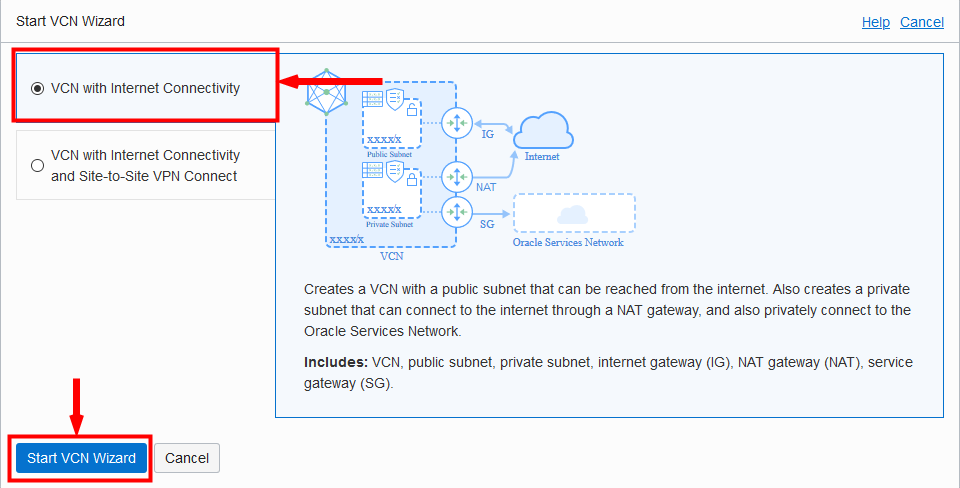 Start VCN Wizard
Help Cancel
VCN with Internet Connectivity
VCN with Internet Connectivity
and Site-to-Site VPN Connect
xxxx/x
Public Subnet
IG
Internet
NAT
xxxx/x
Private Subnet
SG
xxxx/x
VCN
Oracle Services Network
Creates a VCN with a public subnet that can be reached from the internet. Also creates a private
subnet that can connect to the internet through a NAT gateway, and also privately connect to the
Oracle Services Network.
Includes: VCN, public subnet, private subnet, internet gateway (IG), NAT gateway (NAT), service
gateway (SG).
Start VCN Wizard
Cancel